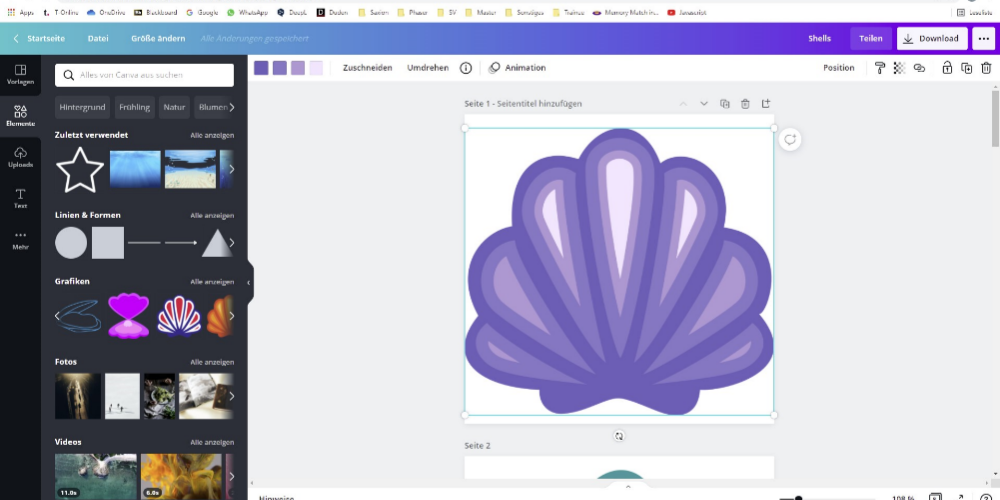 Apps T-Online OneDrive Blackboard Google WhatsApp DeepL Duden Saxion Phaser SV Master Sonstiges Trainee Memory Match in... Javascript Leseliste
Startseite Datei Größe ändern Alle Änderungen gespeichert Shells Teilen Download
Vorlagen
Elemente
Uploads
Text
Mehr
Alles von Canva aus suchen
Hintergrund Frühling Natur Blumen
Zuletzt verwendet Alle anzeigen
Linien & Formen Alle anzeigen
Grafiken Alle anzeigen
Fotos Alle anzeigen
Videos Alle anzeigen
11.0s 6.0s
Zuschneiden Umdrehen Animation Position
Seite 1 - Seitentitel hinzufügen
Seite 2
Hinweise 108 %